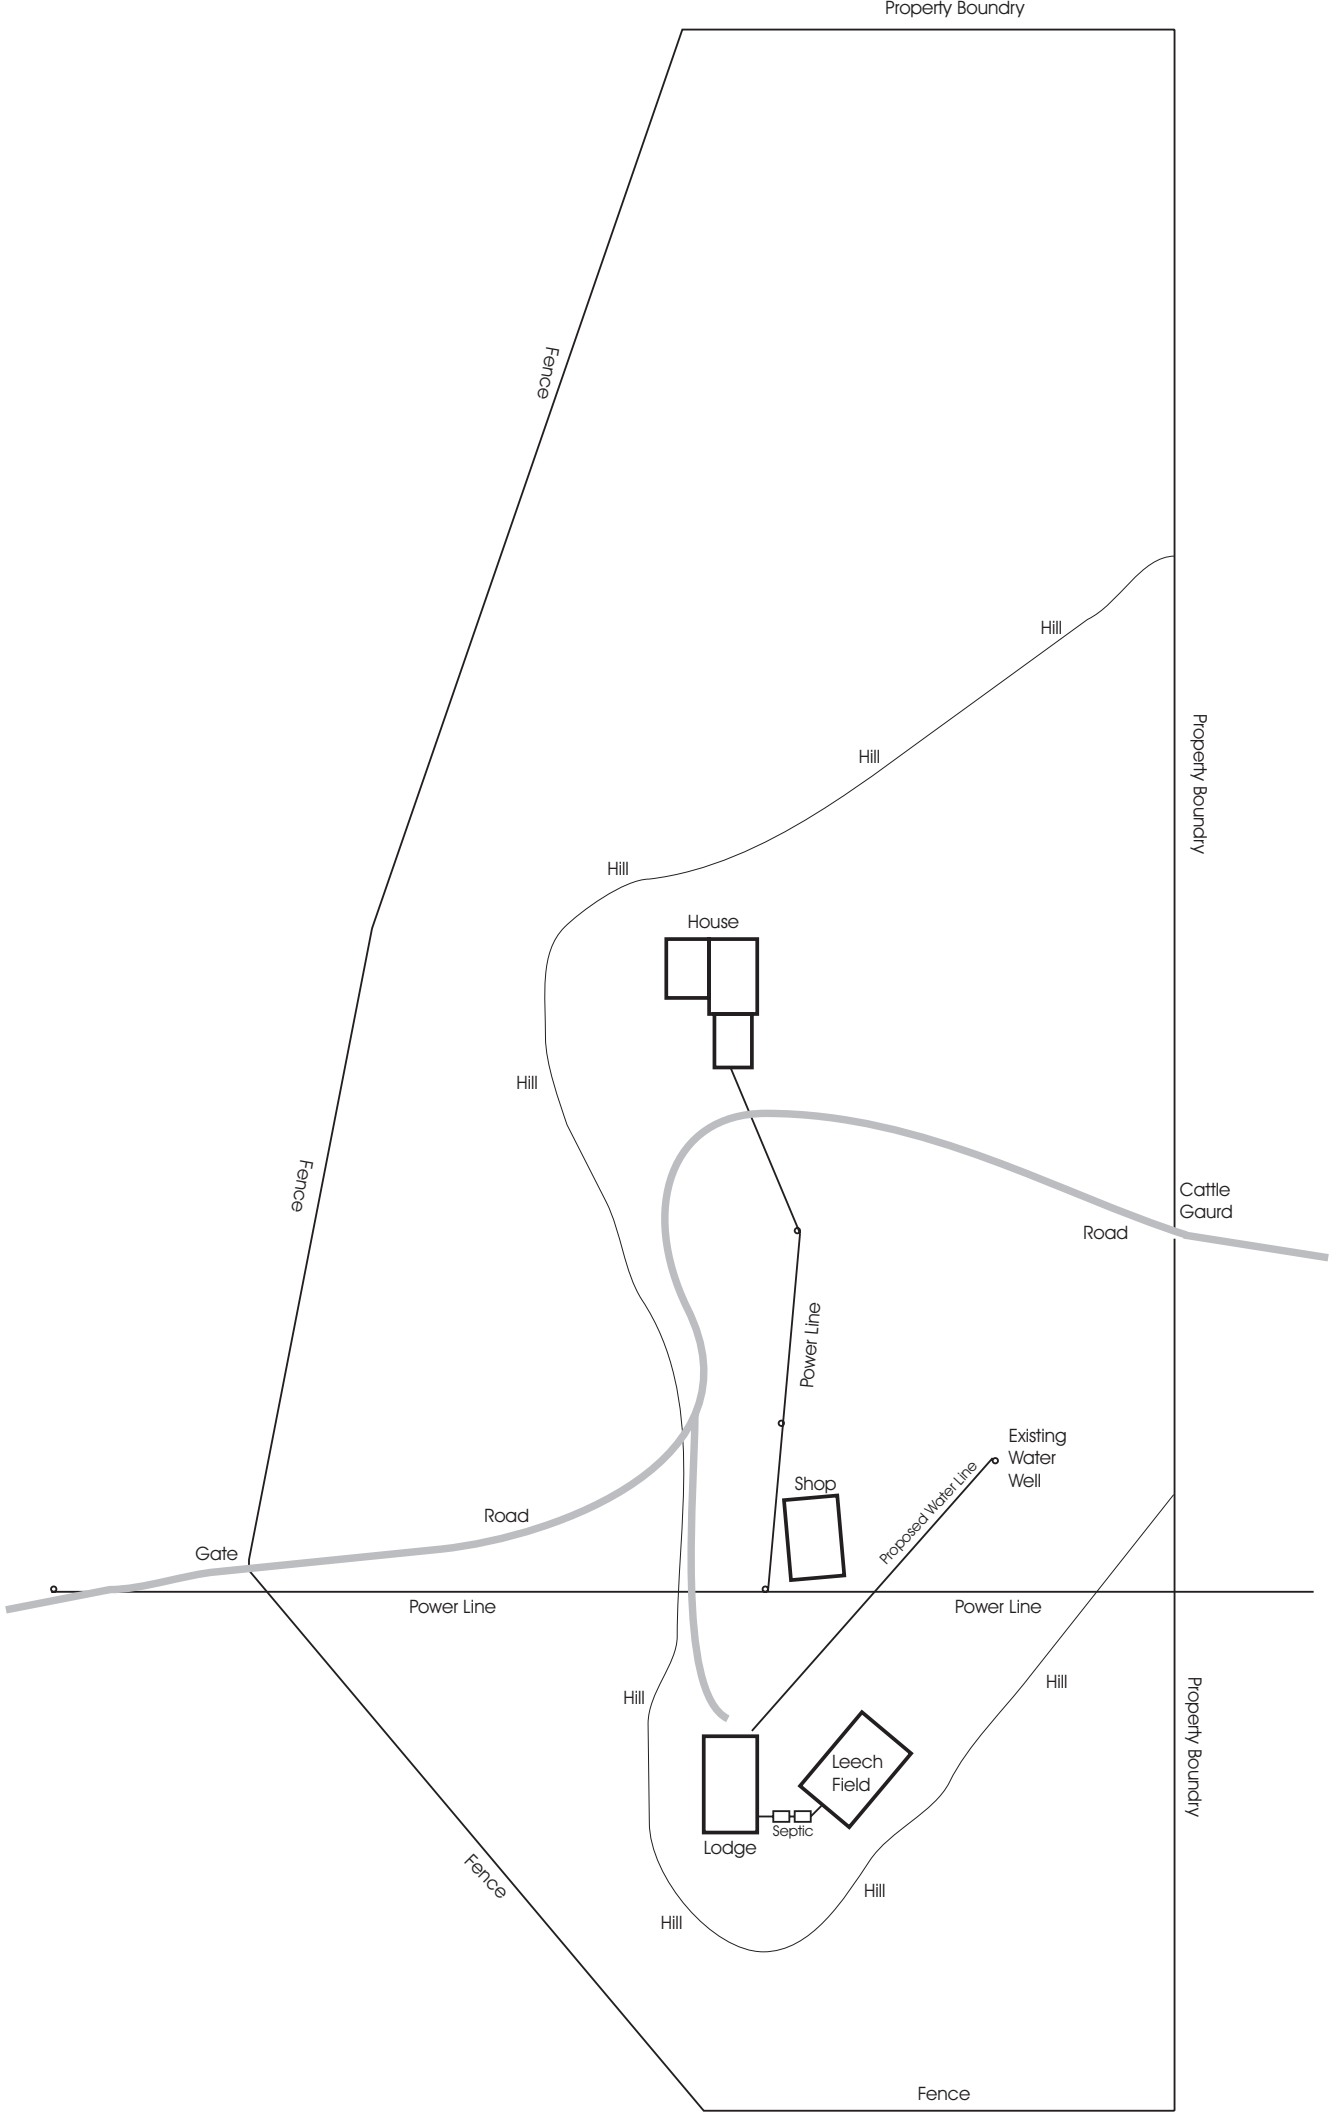 Property Boundry
Fence
Hill
Property Boundry
Hill
Hill
House
Hill
Fence
Cattle
Gaurd
Road
Power Line
Existing
Water
Well
Proposed Water Line
Shop
Road
Gate
Power Line
Power Line
Hill
Hill
Property Boundry
Leech
Field
Septic
Lodge
Fence
Hill
Hill
Fence